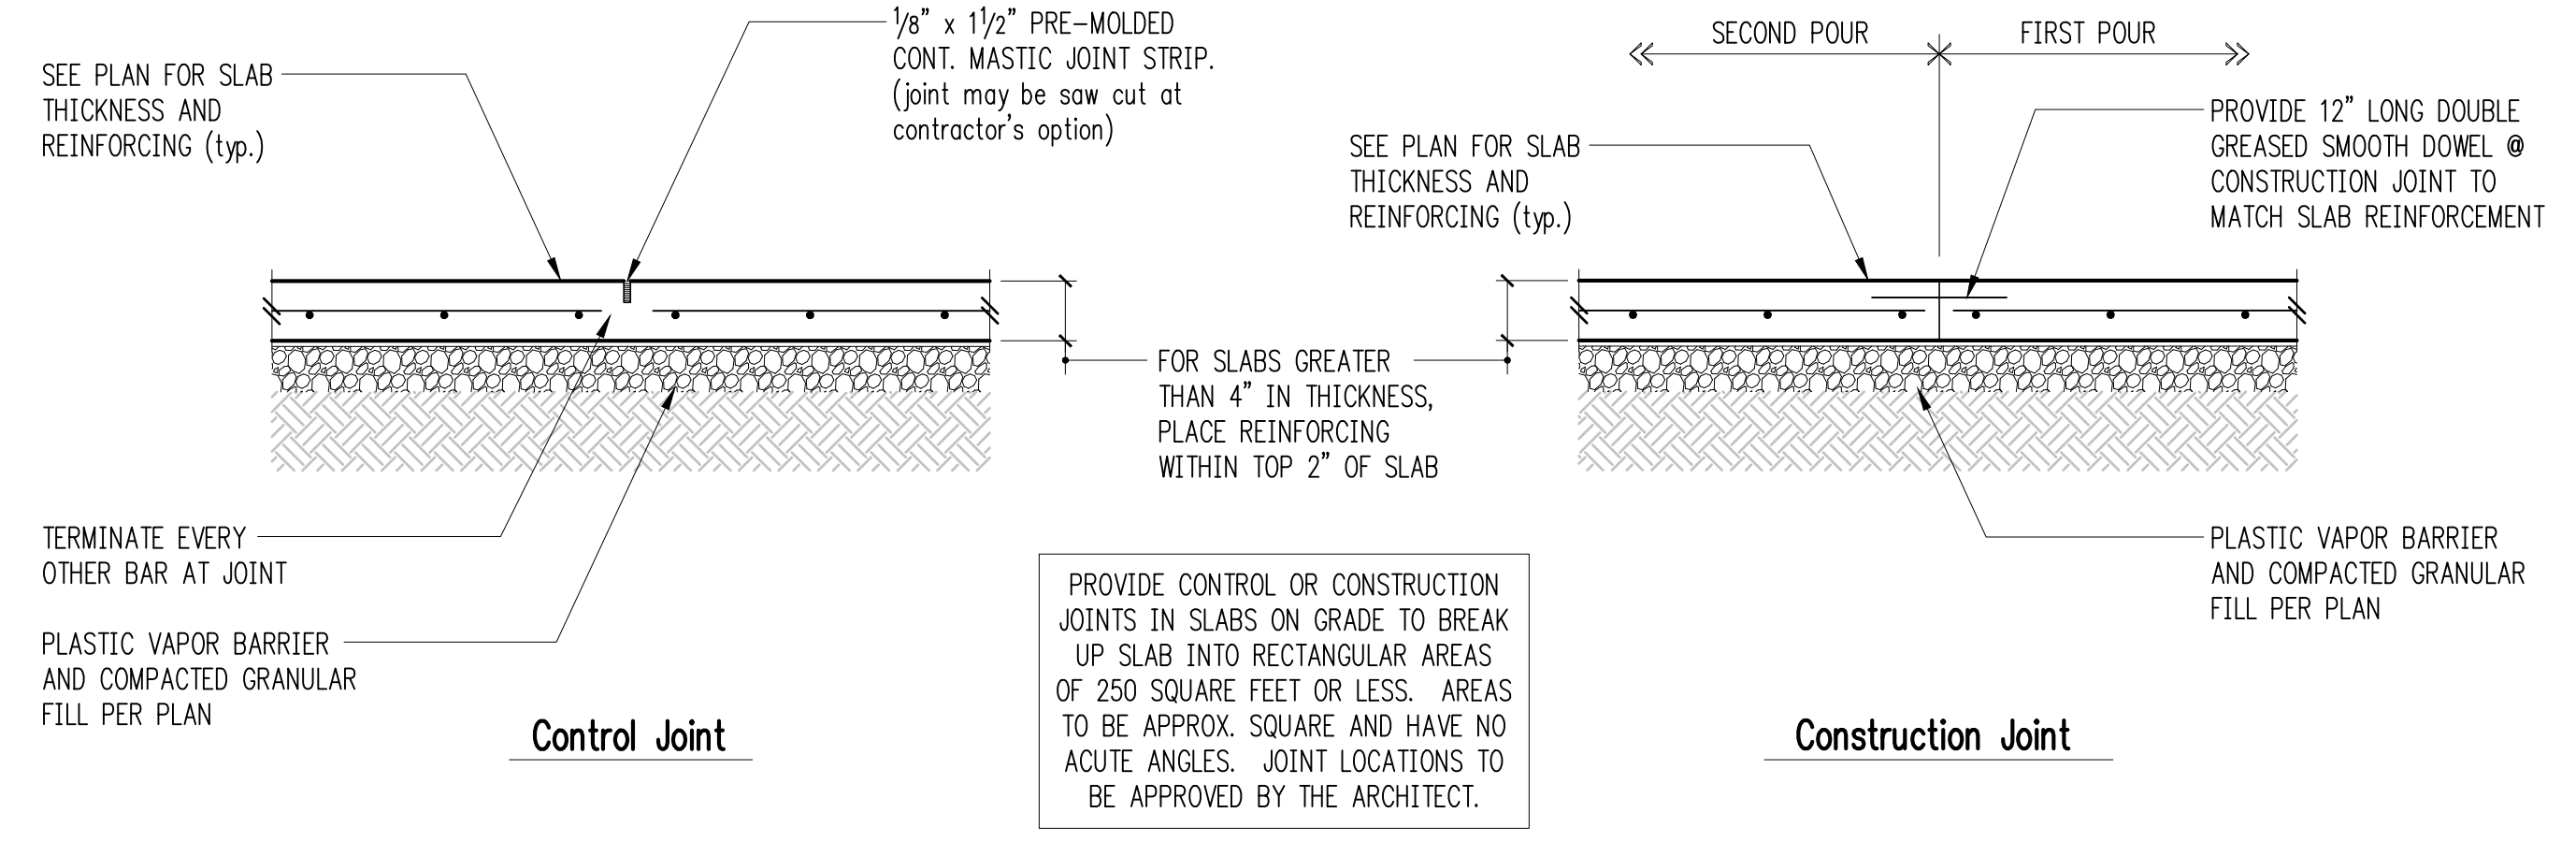 SEE PLAN FOR SLAB
THICKNESS AND
REINFORCING (typ.)
1/8" x 1 1/2" PRE-MOLDED
CONT. MASTIC JOINT STRIP.
(joint may be saw cut at
contractor's option)
TERMINATE EVERY
OTHER BAR AT JOINT
PLASTIC VAPOR BARRIER
AND COMPACTED GRANULAR
FILL PER PLAN
Control Joint
FOR SLABS GREATER
THAN 4" IN THICKNESS,
PLACE REINFORCING
WITHIN TOP 2" OF SLAB
PROVIDE CONTROL OR CONSTRUCTION
JOINTS IN SLABS ON GRADE TO BREAK
UP SLAB INTO RECTANGULAR AREAS
OF 250 SQUARE FEET OR LESS. AREAS
TO BE APPROX. SQUARE AND HAVE NO
ACUTE ANGLES. JOINT LOCATIONS TO
BE APPROVED BY THE ARCHITECT.
SECOND POUR
FIRST POUR
SEE PLAN FOR SLAB
THICKNESS AND
REINFORCING (typ.)
PROVIDE 12" LONG DOUBLE
GREASED SMOOTH DOWEL @
CONSTRUCTION JOINT TO
MATCH SLAB REINFORCEMENT
PLASTIC VAPOR BARRIER
AND COMPACTED GRANULAR
FILL PER PLAN
Construction Joint